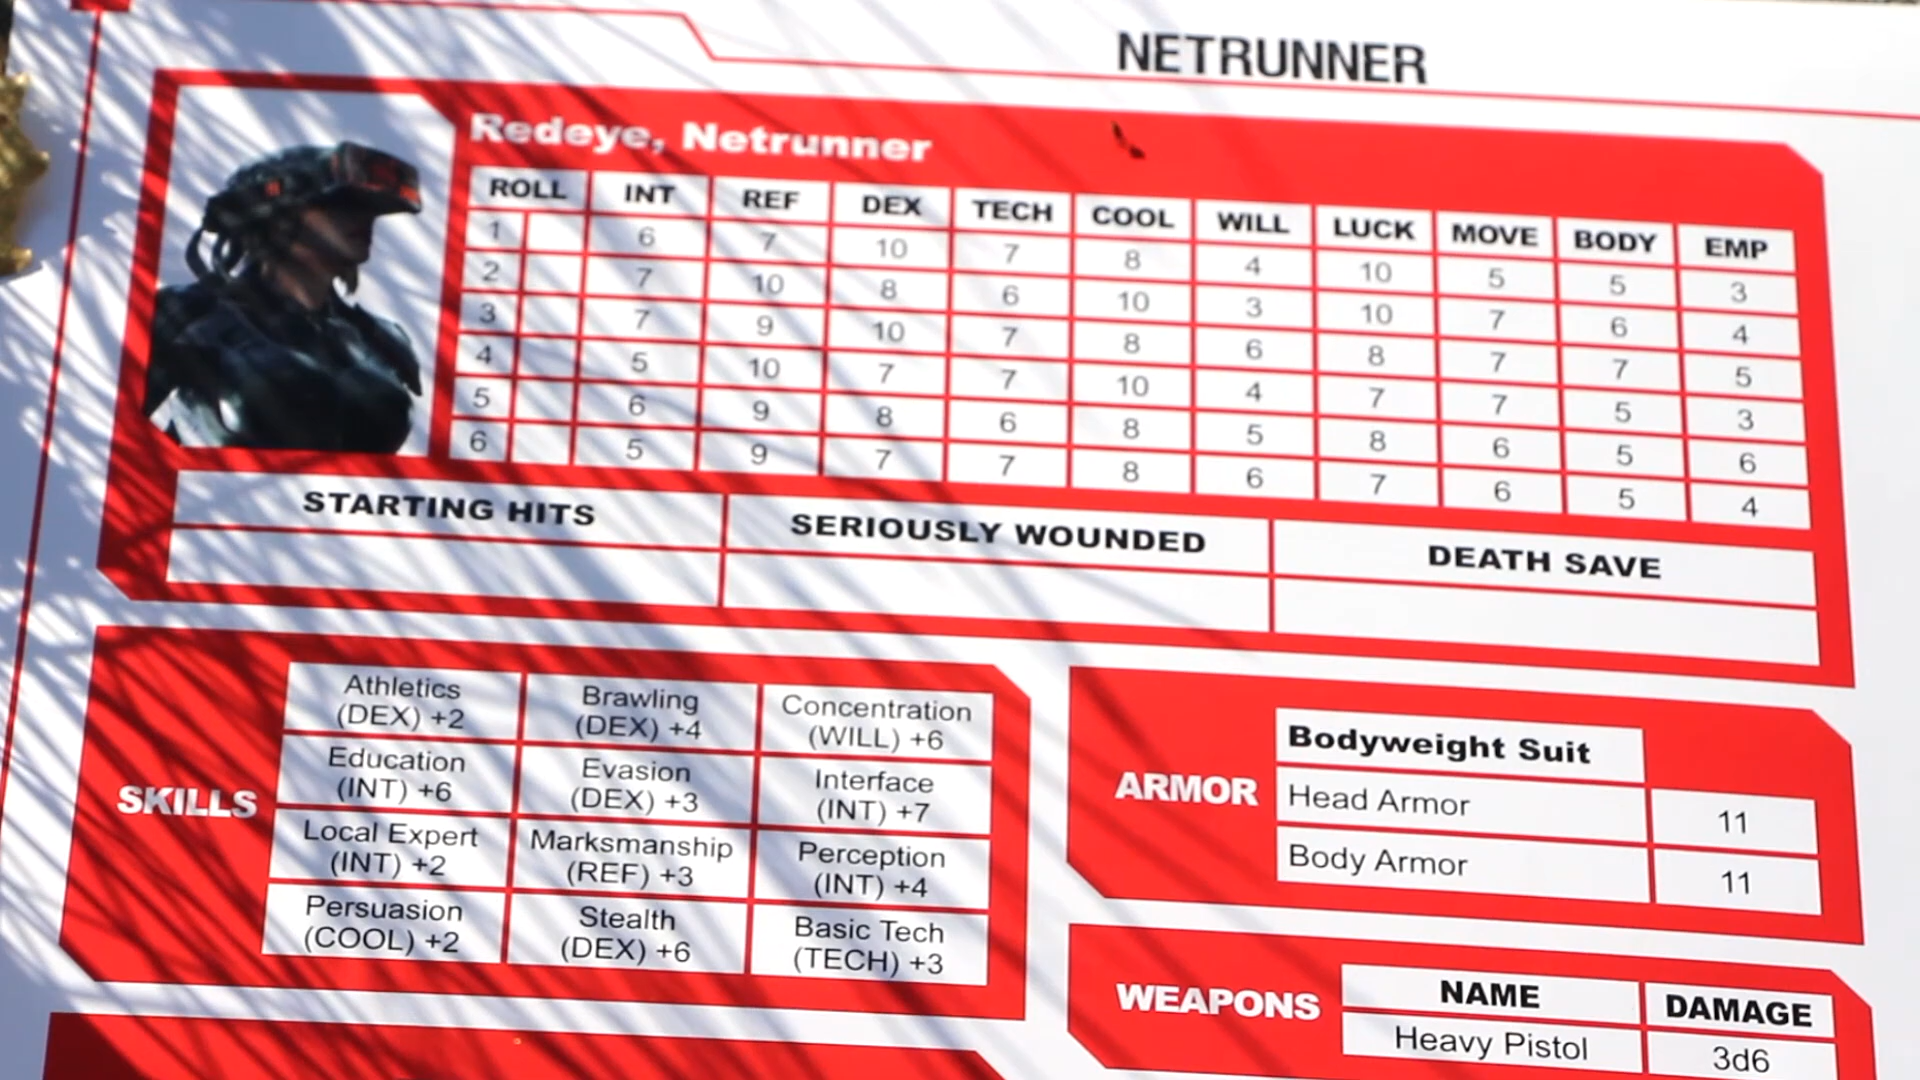 NETRUNNER
Redeye, Netrunner
ROLL INT REF DEX TECH COOL WILL LUCK MOVE BODY EMP
1 6 7 10 7 8 4 10 5 5 3
2 7 10 8 6 10 3 10 7 6 4
3 7 9 10 7 8 6 8 7 7 5
4 5 10 7 7 10 4 7 7 5 3
5 6 9 8 6 8 5 8 6 5 6
6 5 9 7 7 8 6 7 6 5 4
STARTING HITS SERIOUSLY WOUNDED DEATH SAVE
SKILLS
Athletics
(DEX) +2
Brawling
(DEX) +4
Concentration
(WILL) +6
Education
(INT) +6
Evasion
(DEX) +3
Interface
(INT) +7
Local Expert
(INT) +2
Marksmanship
(REF) +3
Perception
(INT) +4
Persuasion
(COOL) +2
Stealth
(DEX) +6
Basic Tech
(TECH) +3
ARMOR
Bodyweight Suit
Head Armor 11
Body Armor 11
WEAPONS
NAME DAMAGE
Heavy Pistol 3d6